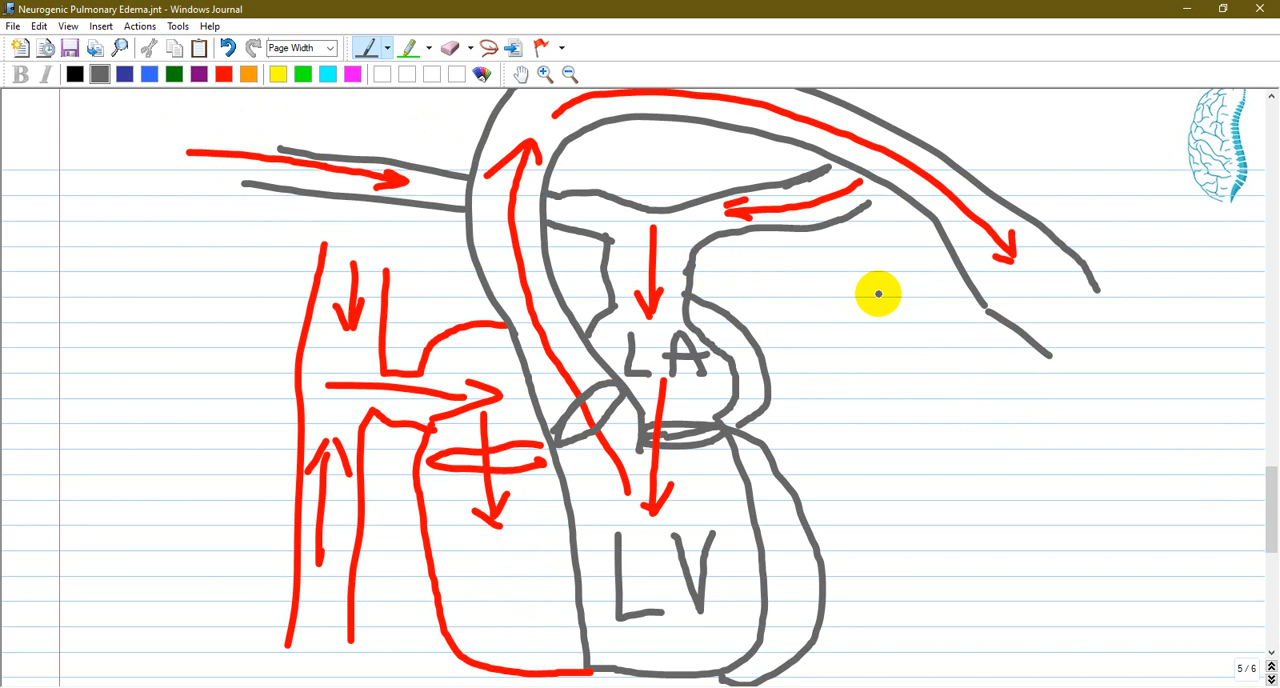 Neurogenic Pulmonary Edema.jnt - Windows Journal
File Edit View Insert Actions Tools Help
Page Width
B I
LA
LV
5 / 6